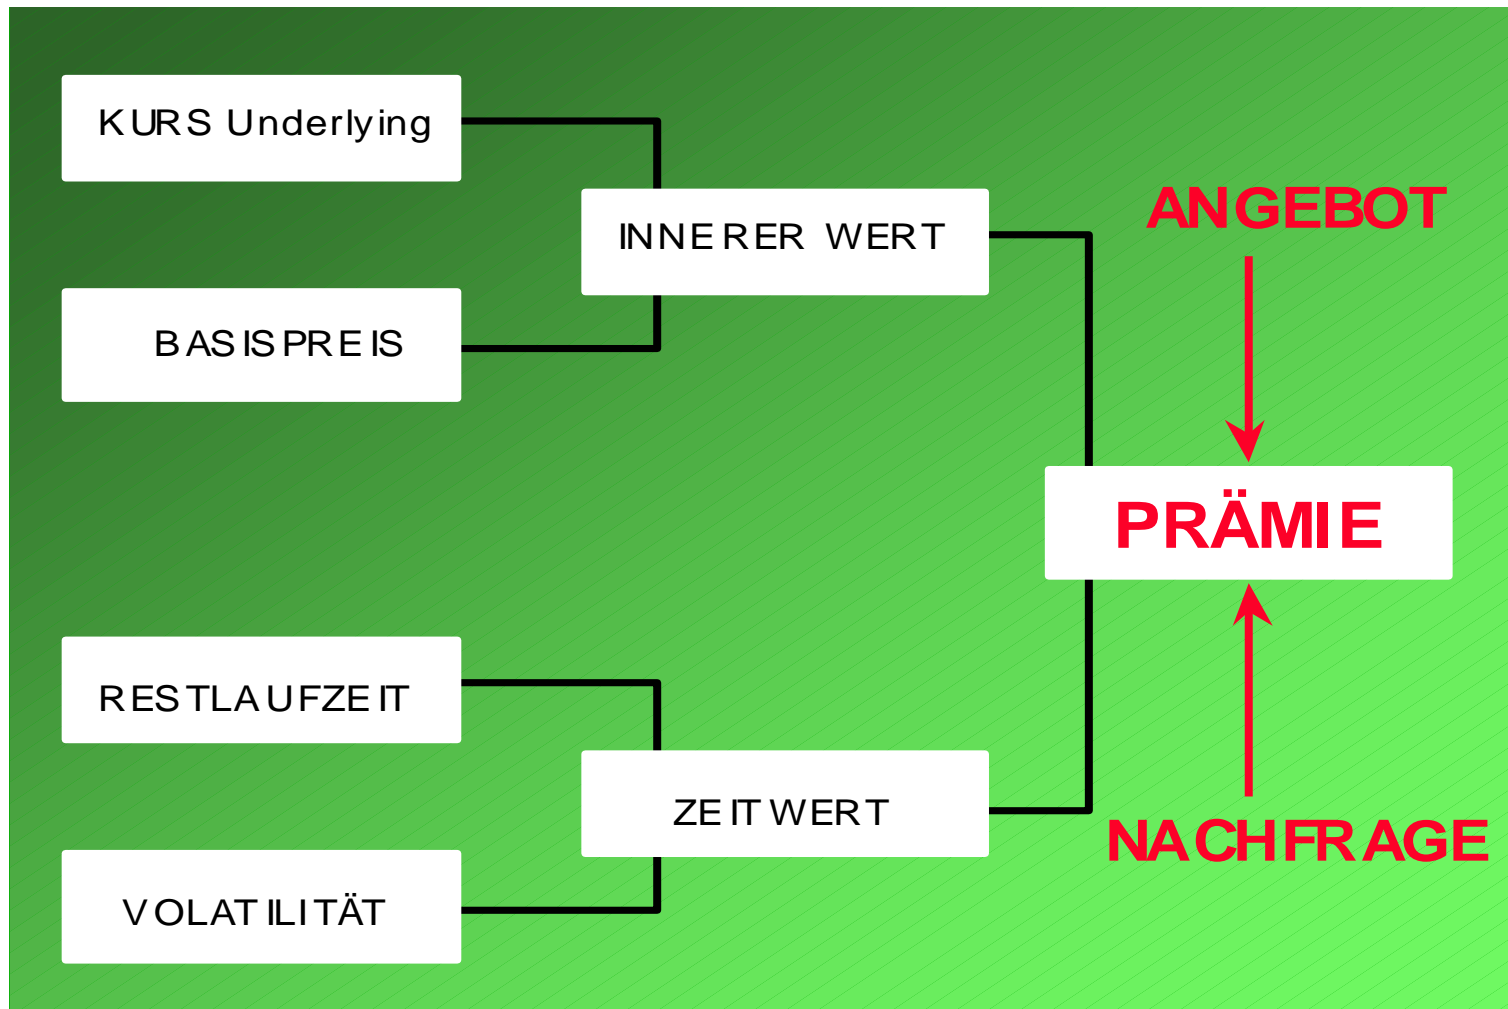 KURS Underlying
BASISPREIS
INNERER WERT
RESTLAUFZEIT
VOLATILITÄT
ZEITWERT
ANGEBOT
PRÄMIE
NACHFRAGE